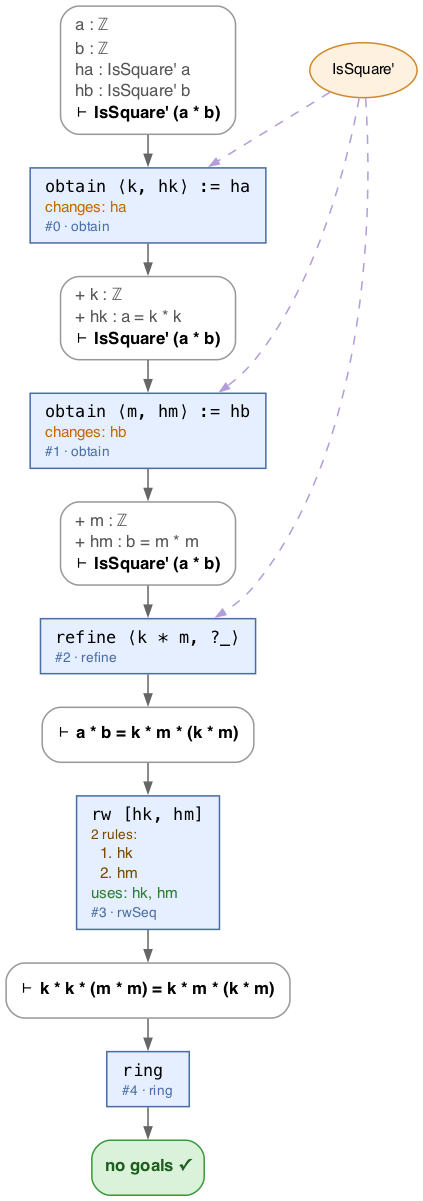 a : ℤ
b : ℤ
ha : IsSquare' a
hb : IsSquare' b
⊢ IsSquare' (a * b)
IsSquare'
obtain ⟨k, hk⟩ := ha
changes: ha
#0 · obtain
+ k : ℤ
+ hk : a = k * k
⊢ IsSquare' (a * b)
obtain ⟨m, hm⟩ := hb
changes: hb
#1 · obtain
+ m : ℤ
+ hm : b = m * m
⊢ IsSquare' (a * b)
refine ⟨k * m, ?_⟩
#2 · refine
⊢ a * b = k * m * (k * m)
rw [hk, hm]
2 rules:
1. hk
2. hm
uses: hk, hm
#3 · rwSeq
⊢ k * k * (m * m) = k * m * (k * m)
ring
#4 · ring
no goals ✓